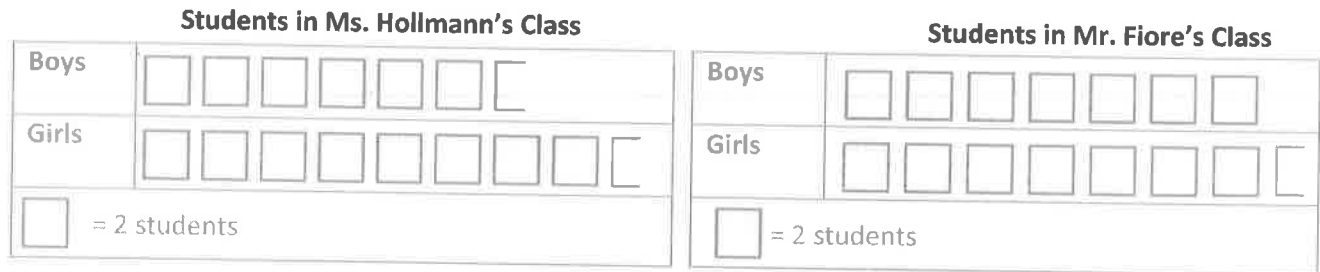 Students in Ms. Hollmann's Class
Boys
Girls
= 2 students
Students in Mr. Fiore's Class
Boys
Girls
= 2 students